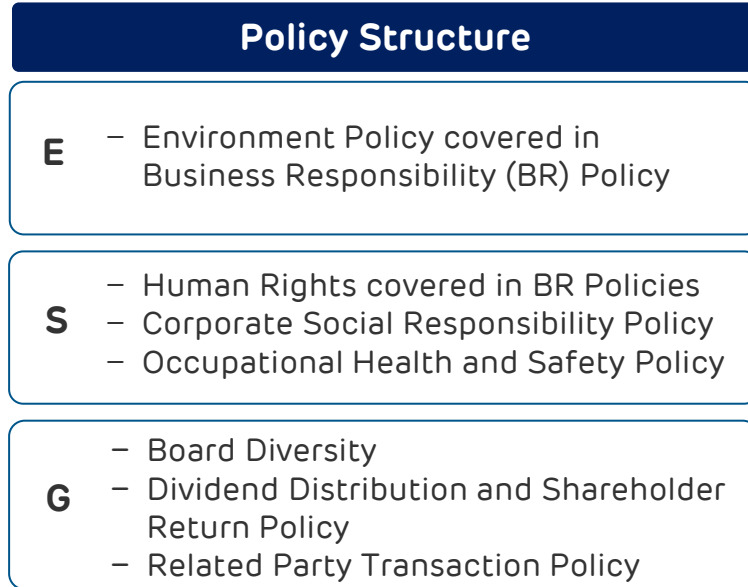 Policy Structure
E
– Environment Policy covered in
Business Responsibility (BR) Policy
S
– Human Rights covered in BR Policies
– Corporate Social Responsibility Policy
– Occupational Health and Safety Policy
G
– Board Diversity
– Dividend Distribution and Shareholder
Return Policy
– Related Party Transaction Policy